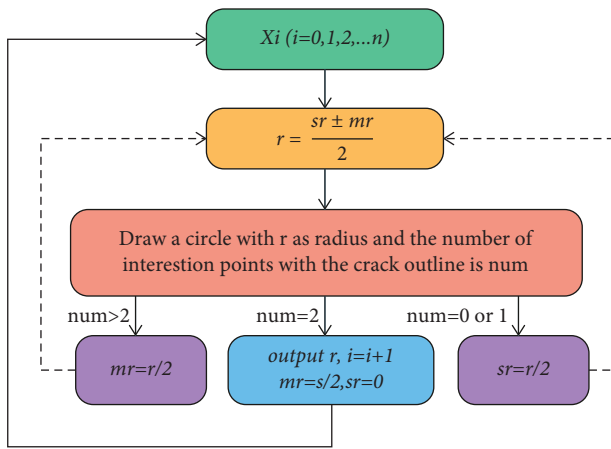 Xi (i=0,1,2,...n)
r = \frac{sr ± mr}{2}
Draw a circle with r as radius and the number of
interestion points with the crack outline is num
num>2
num=2
num=0 or 1
mr=r/2
output r, i=i+1
mr=s/2,sr=0
sr=r/2